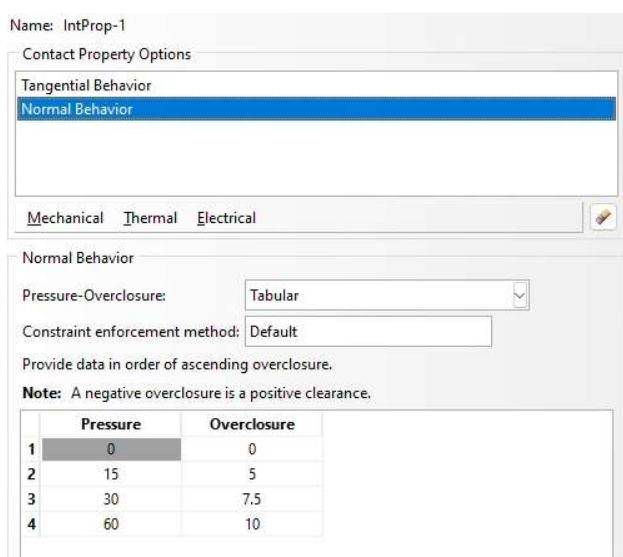 Name: IntProp-1
Contact Property Options
Tangential Behavior
Normal Behavior
Mechanical Thermal Electrical
Normal Behavior
Pressure-Overclosure: Tabular
Constraint enforcement method: Default
Provide data in order of ascending overclosure.
Note: A negative overclosure is a positive clearance.
Pressure Overclosure
1 0 0
2 15 5
3 30 7.5
4 60 10